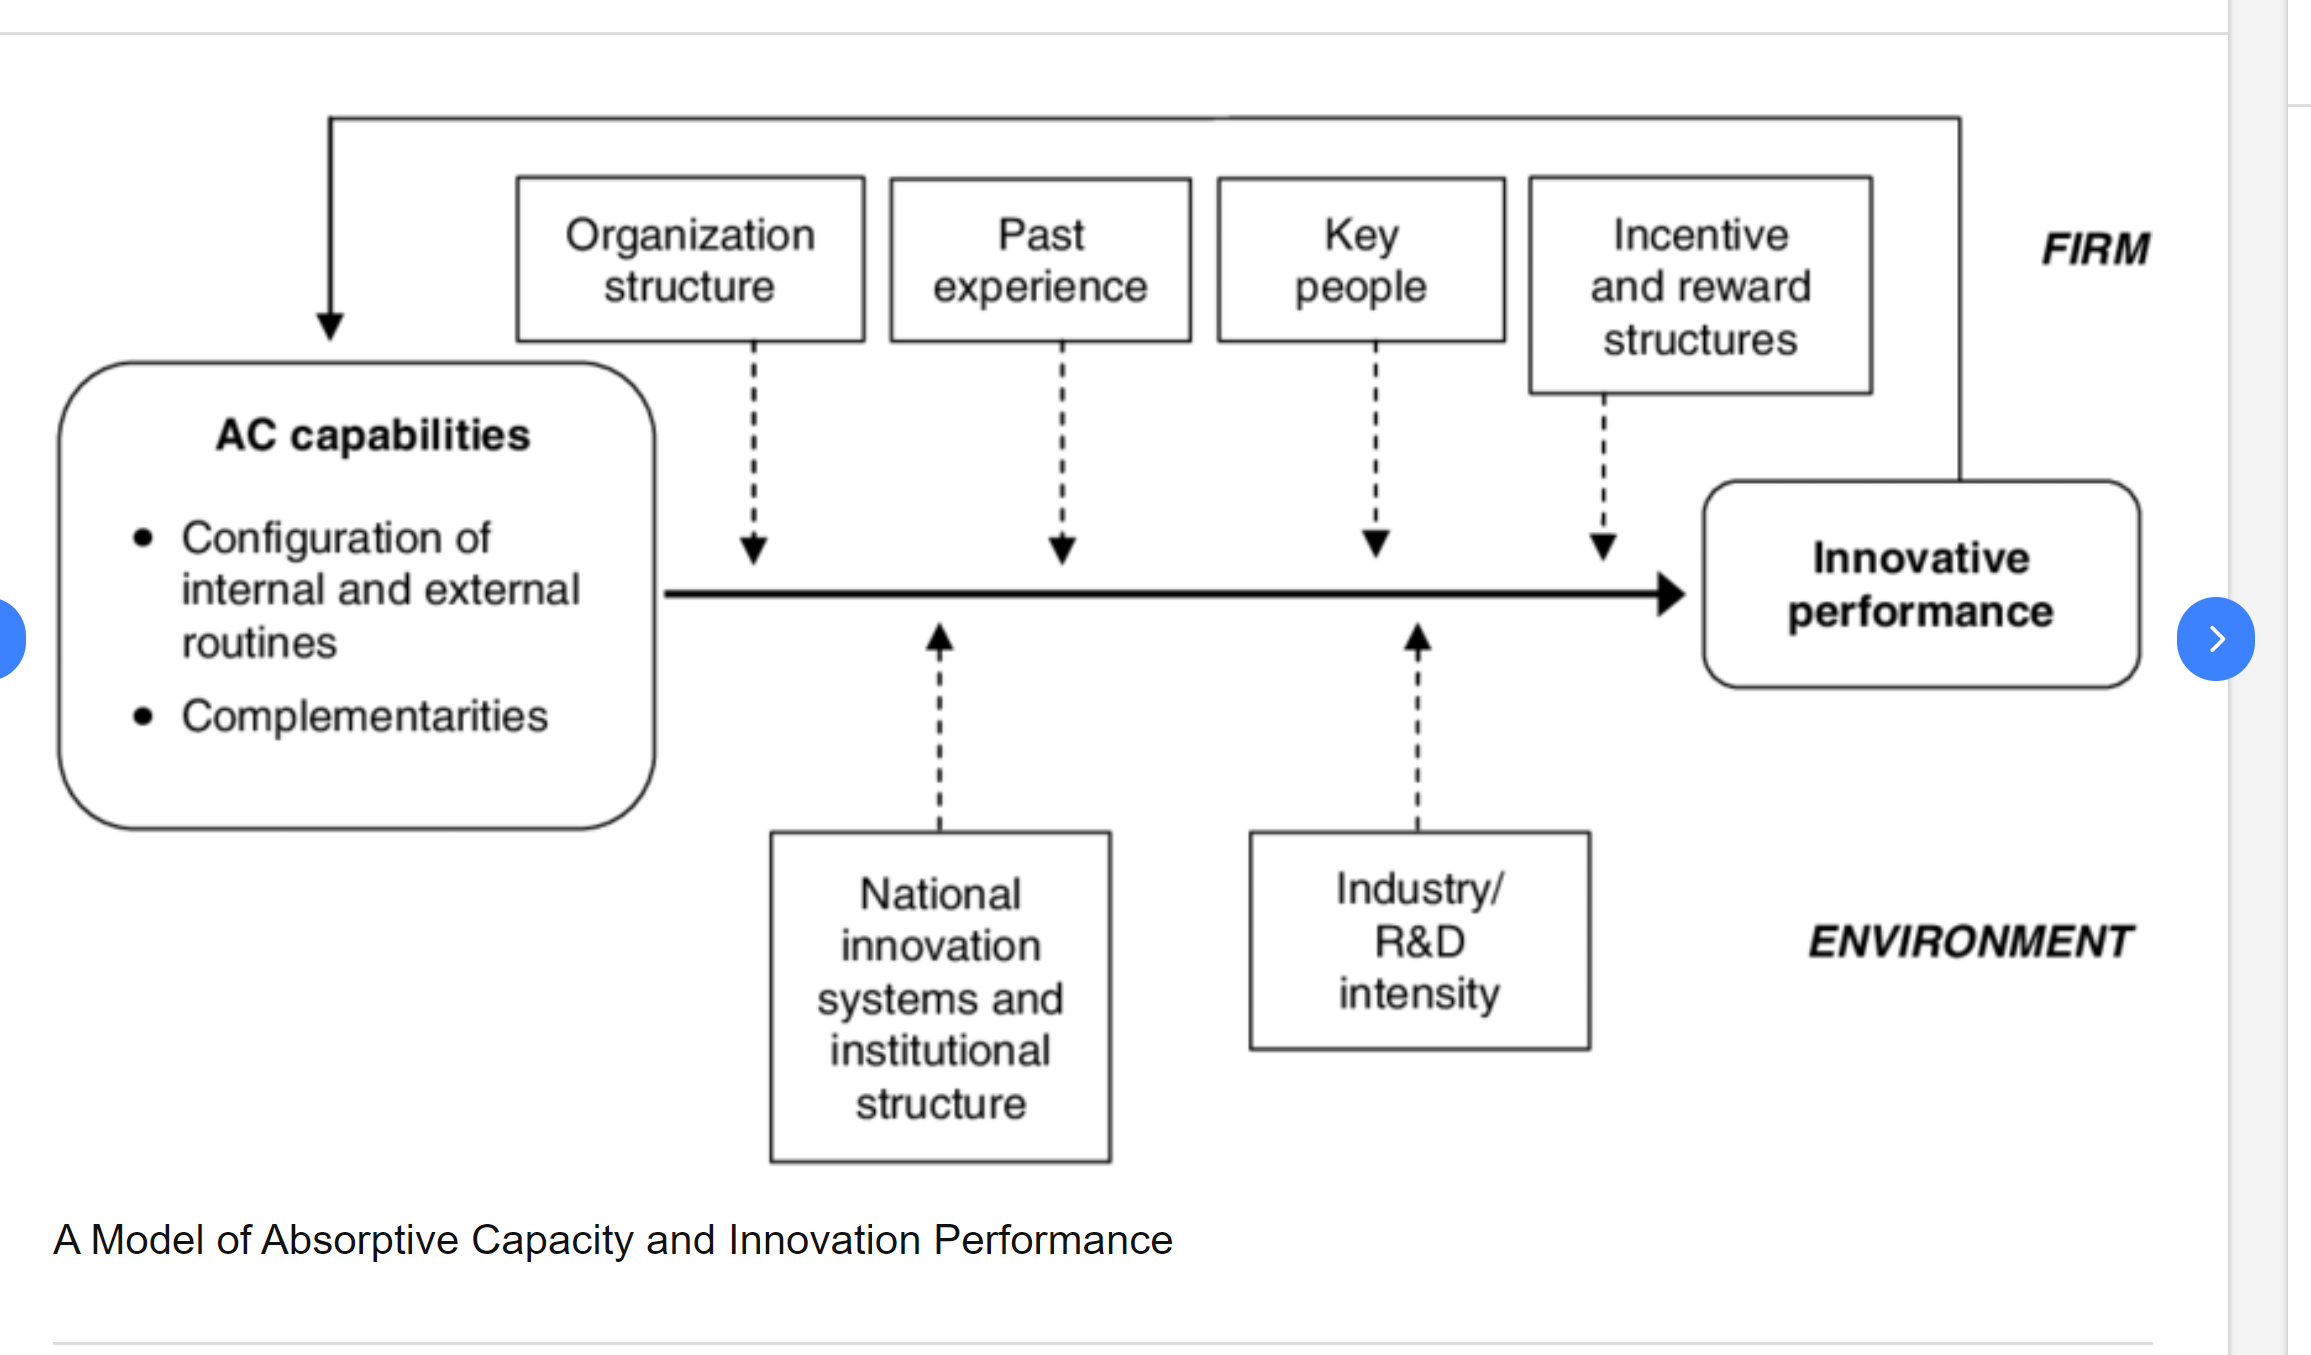 Organization
structure
Past
experience
Key
people
Incentive
and reward
structures
FIRM
AC capabilities
• Configuration of
internal and external
routines
• Complementarities
Innovative
performance
National
innovation
systems and
institutional
structure
Industry/
R&D
intensity
ENVIRONMENT
A Model of Absorptive Capacity and Innovation Performance